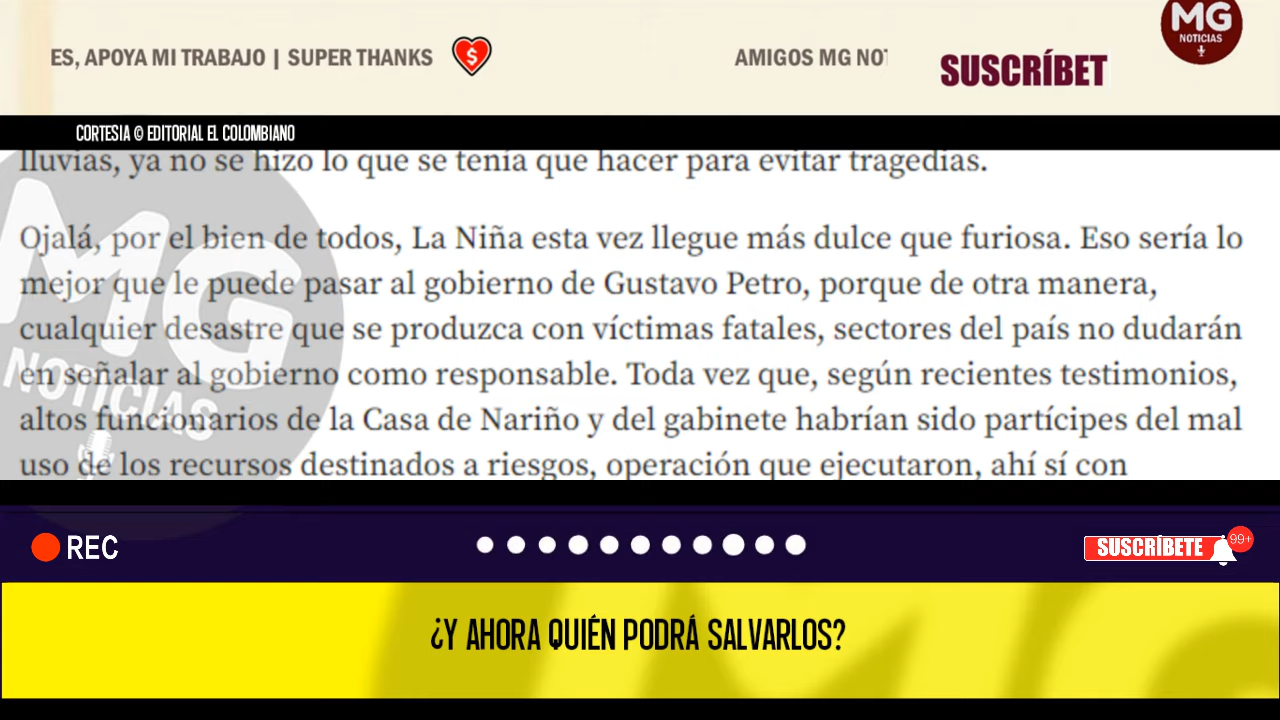 ES, APOYA MI TRABAJO | SUPER THANKS
$
AMIGOS MG NOT
SUSCRÍBET
MG
NOTICIAS
CORTESIA © EDITORIAL EL COLOMBIANO
lluvias, ya no se hizo lo que se tenía que hacer para evitar tragedias.
Ojalá, por el bien de todos, La Niña esta vez llegue más dulce que furiosa. Eso sería lo
mejor que le puede pasar al gobierno de Gustavo Petro, porque de otra manera,
cualquier desastre que se produzca con víctimas fatales, sectores del país no dudarán
en señalar al gobierno como responsable. Toda vez que, según recientes testimonios,
altos funcionarios de la Casa de Nariño y del gabinete habrían sido partícipes del mal
uso de los recursos destinados a riesgos, operación que ejecutaron, ahí sí con
MG
NOTICIAS
REC
SUSCRÍBETE
99+
¿Y AHORA QUIÉN PODRÁ SALVARLOS?